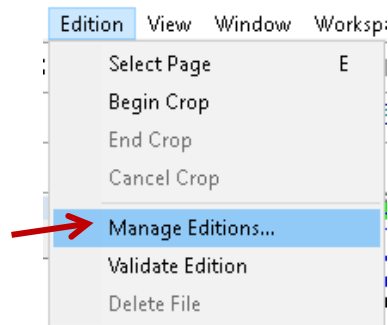 Edition View Window Workspa
Select Page E
Begin Crop
End Crop
Cancel Crop
Manage Editions...
Validate Edition
Delete File